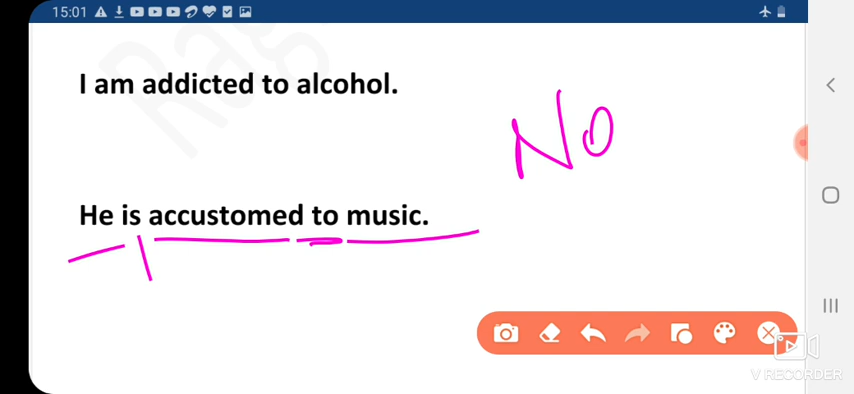 15:01
I am addicted to alcohol.
No
He is accustomed to music.
V RECORDER